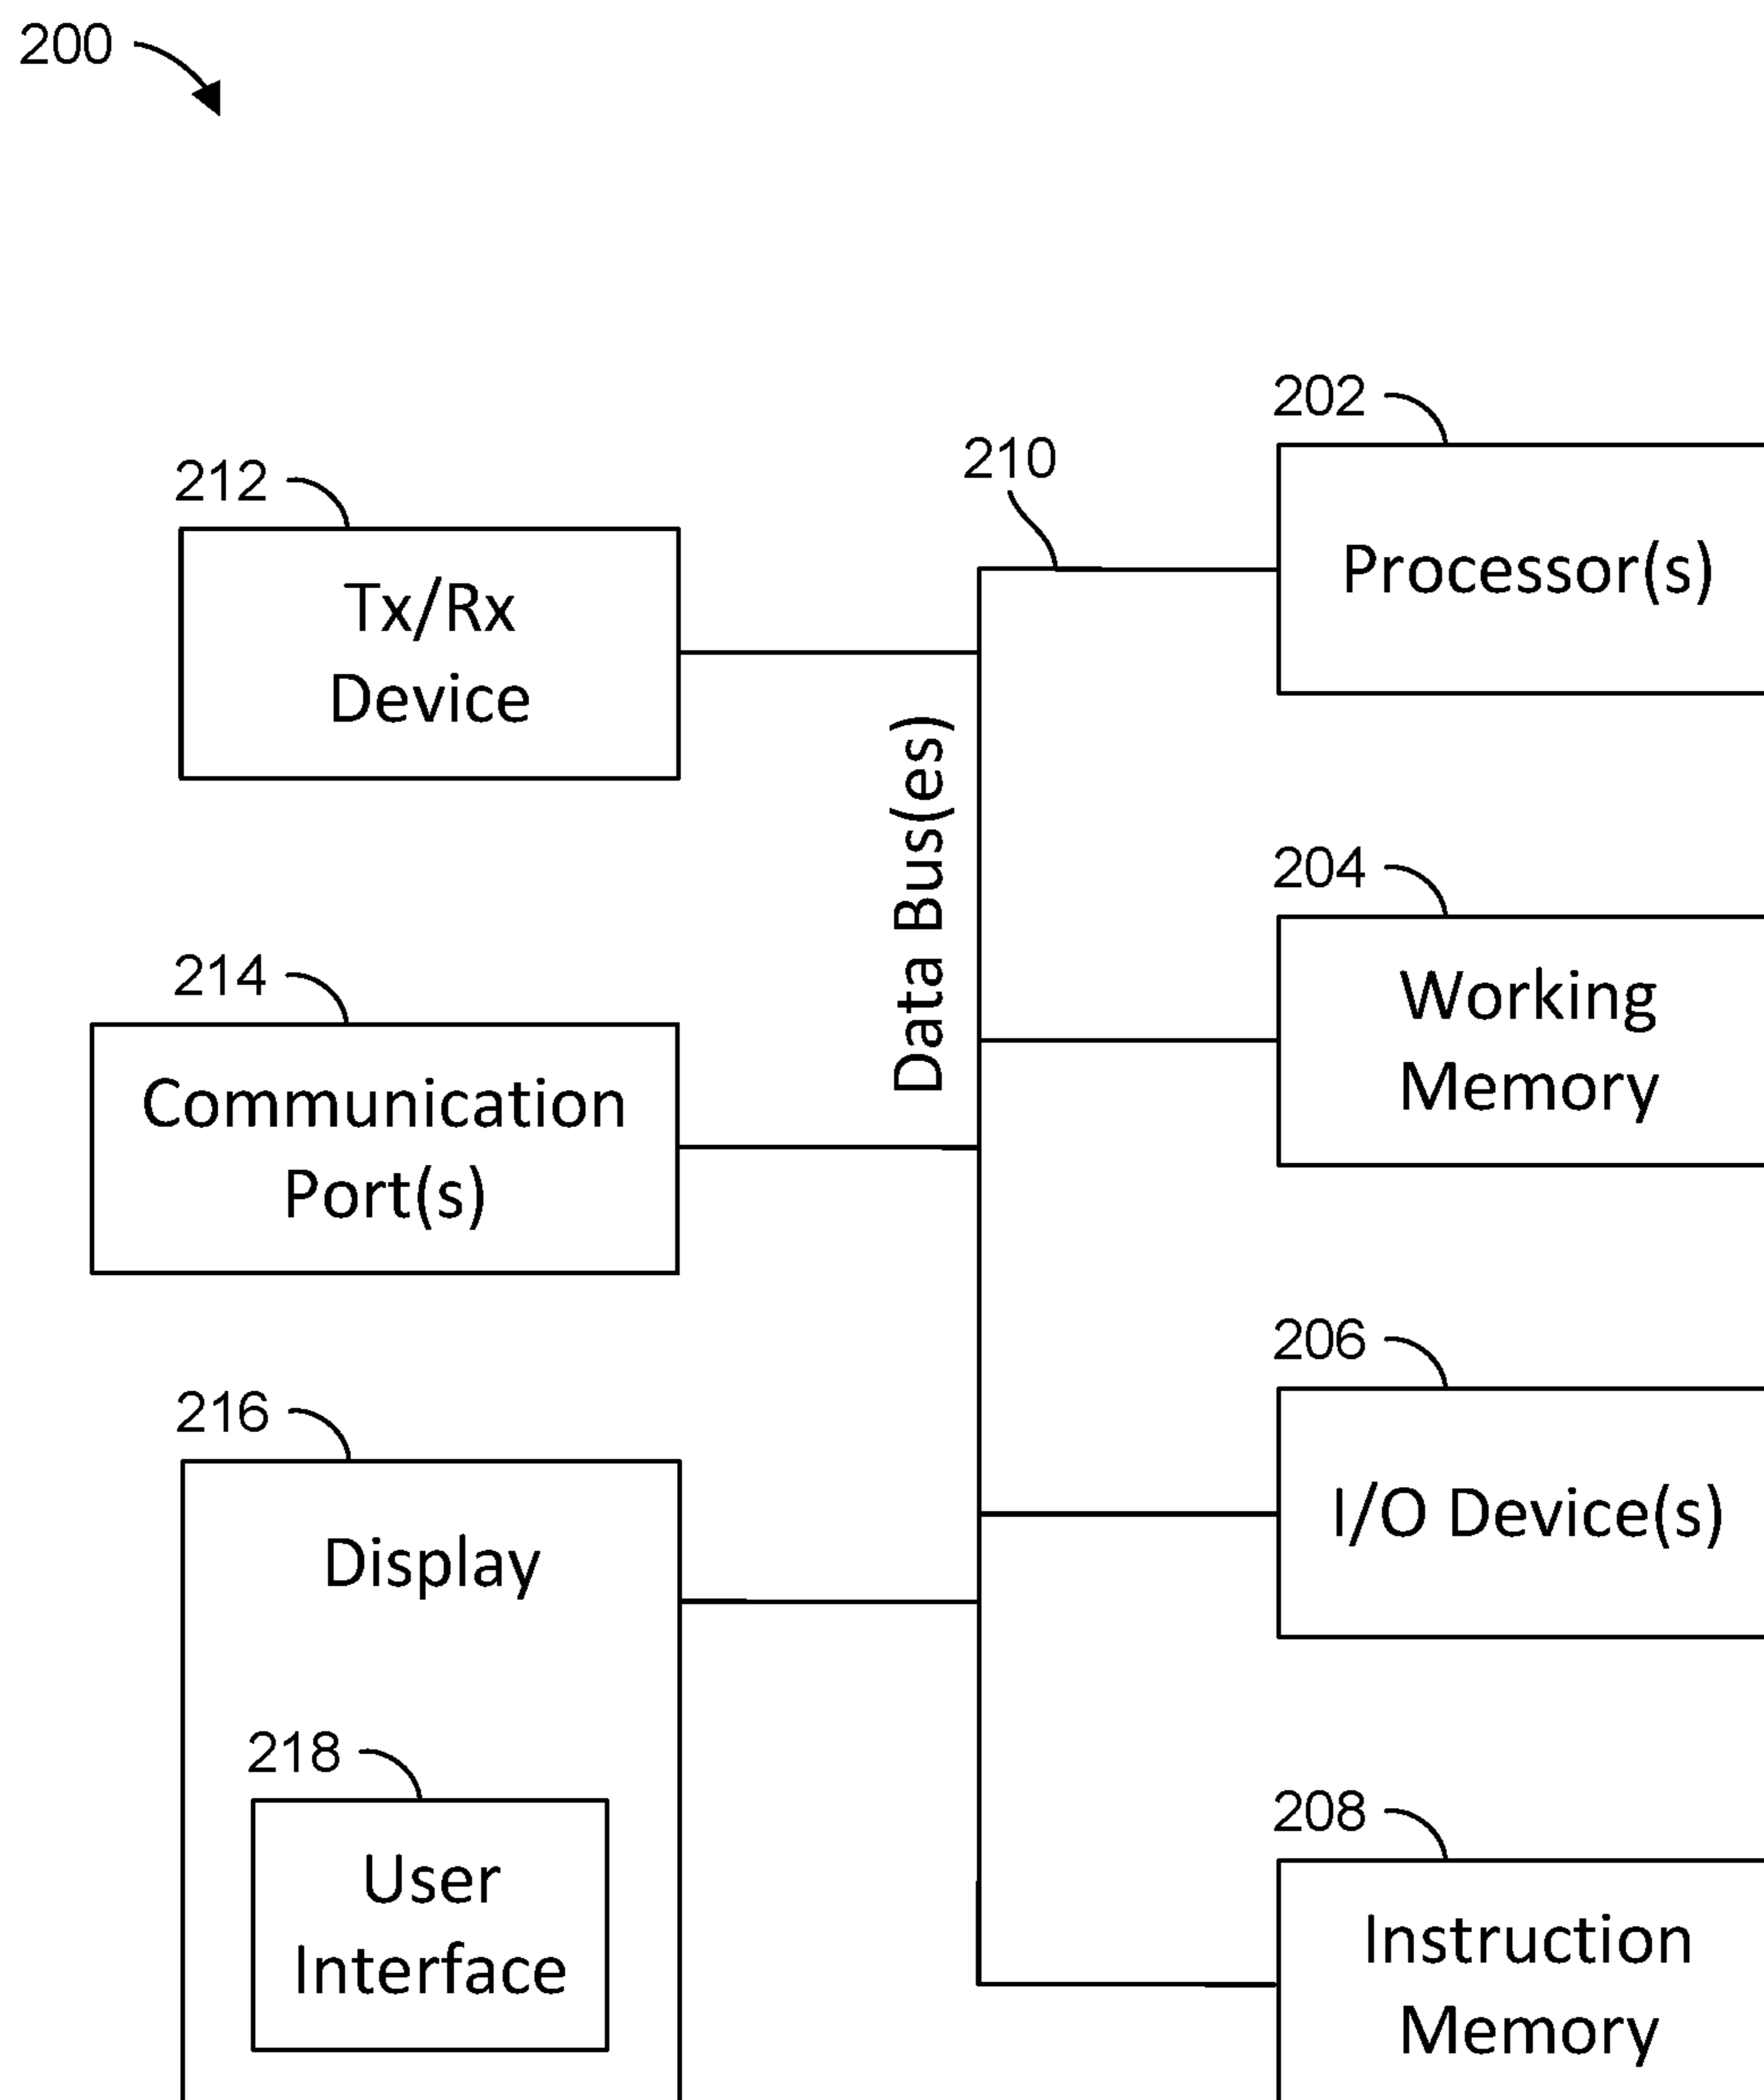 200
202
210
Processor(s)
212
Tx/Rx
Device
Data Bus(es)
204
Working
Memory
214
Communication
Port(s)
206
I/O Device(s)
216
Display
218
User
Interface
208
Instruction
Memory